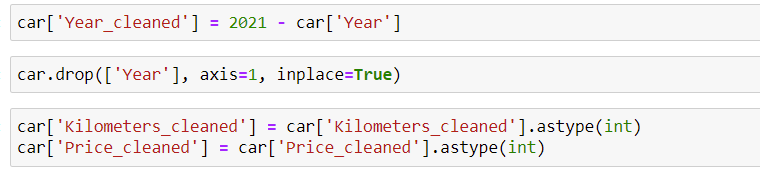 car['Year_cleaned'] = 2021 - car['Year']
car.drop(['Year'], axis=1, inplace=True)
car['Kilometers_cleaned'] = car['Kilometers_cleaned'].astype(int)
car['Price_cleaned'] = car['Price_cleaned'].astype(int)